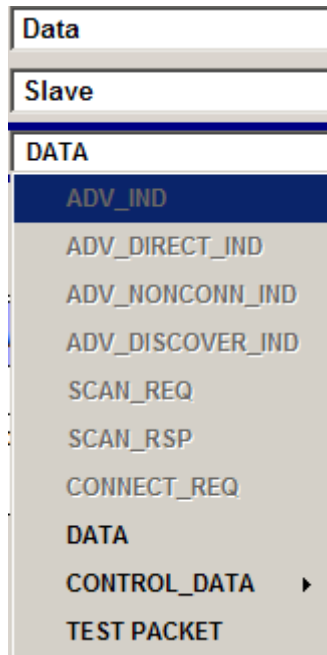 Data
Slave
DATA
ADV_IND
ADV_DIRECT_IND
ADV_NONCONN_IND
ADV_DISCOVER_IND
SCAN_REQ
SCAN_RSP
CONNECT_REQ
DATA
CONTROL_DATA
TEST PACKET